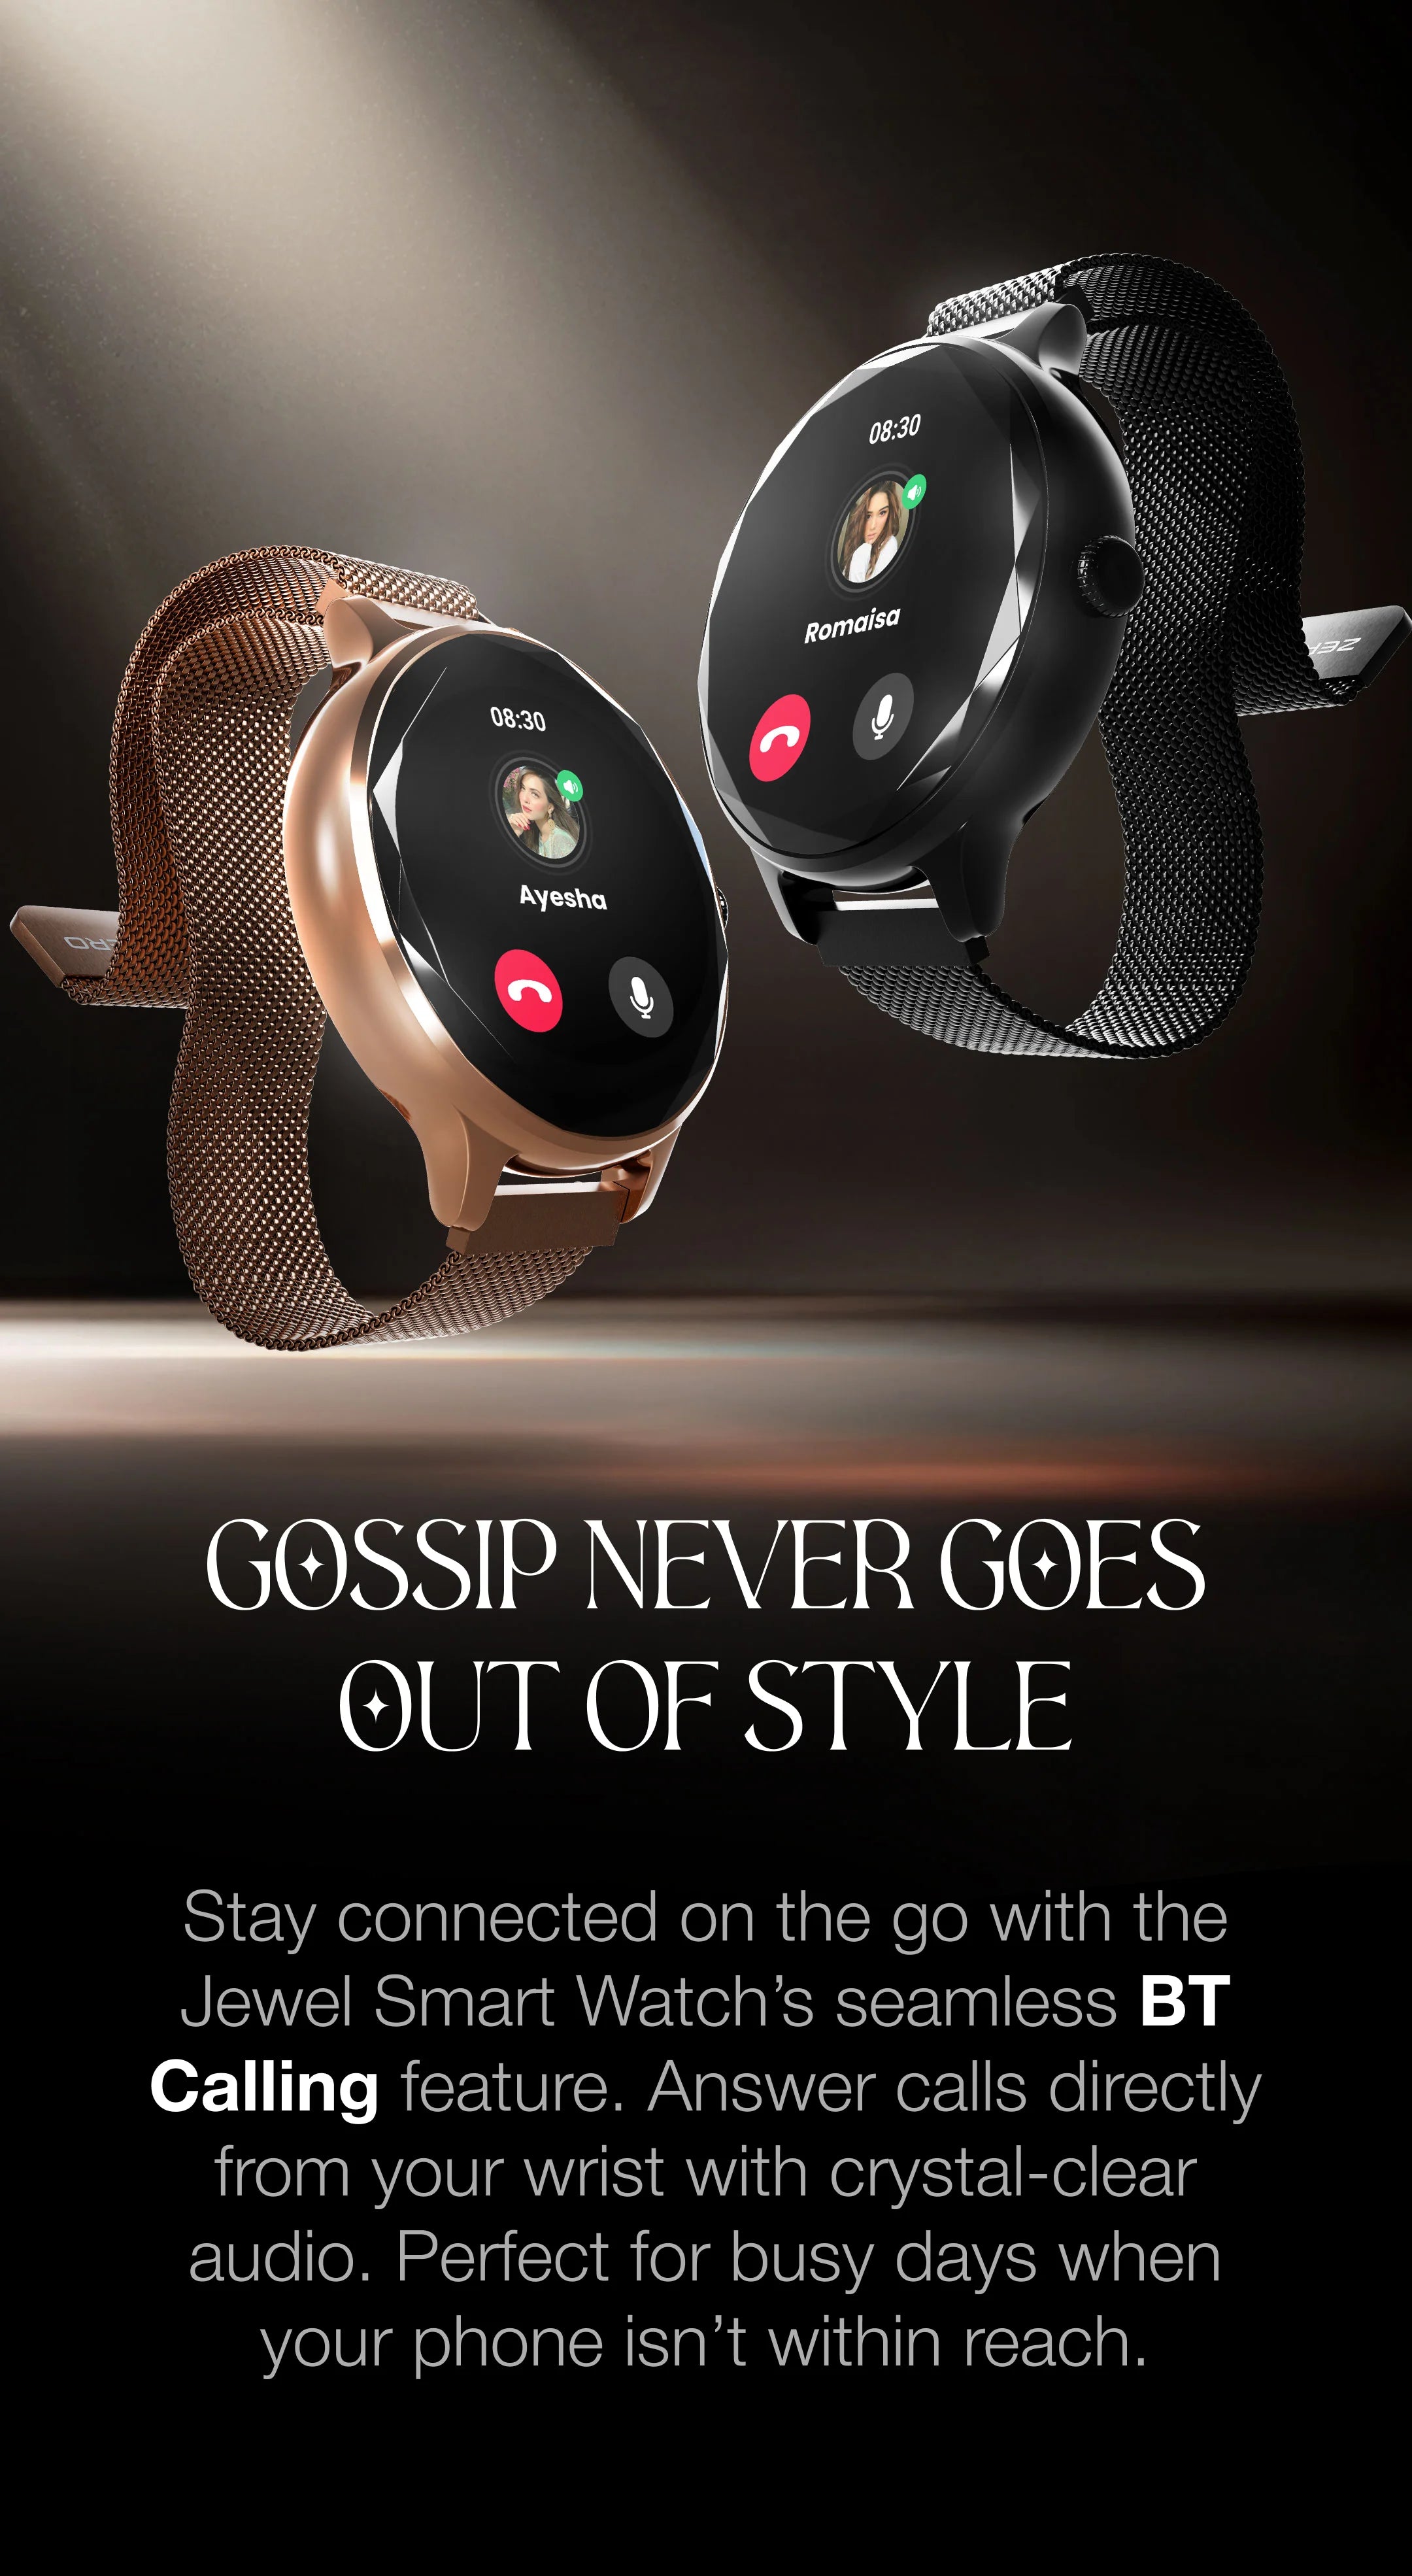 08:30
Romaisa
08:30
Ayesha
GOSSIP NEVER GOES
OUT OF STYLE
Stay connected on the go with the
Jewel Smart Watch’s seamless BT
Calling feature. Answer calls directly
from your wrist with crystal-clear
audio. Perfect for busy days when
your phone isn’t within reach.